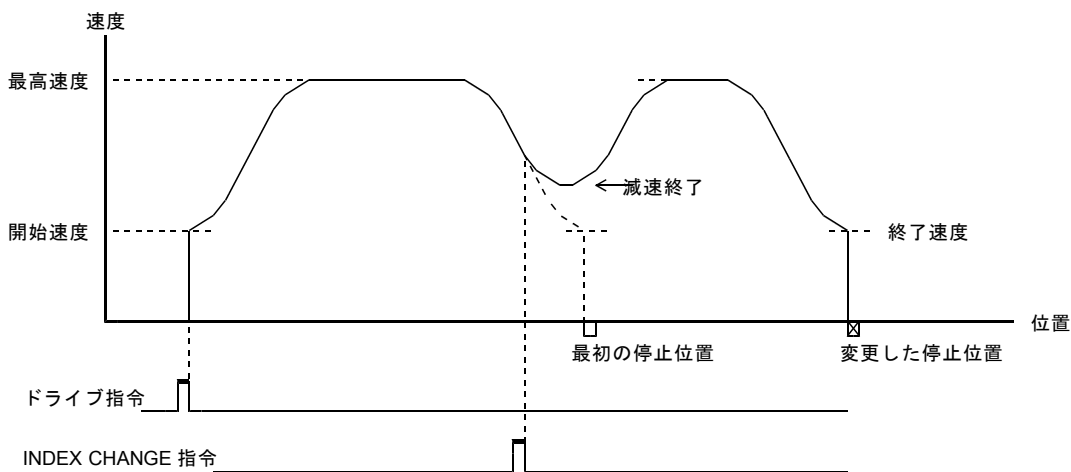 速度
最高速度
減速終了
開始速度
終了速度
位置
最初の停止位置
変更した停止位置
ドライブ指令
INDEX CHANGE 指令